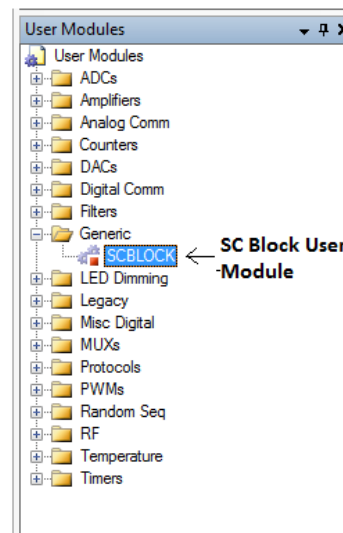 User Modules
User Modules
ADCs
Amplifiers
Analog Comm
Counters
DACs
Digital Comm
Filters
Generic
SCBLOCK
SC Block User
-Module
LED Dimming
Legacy
Misc Digital
MUXs
Protocols
PWMs
Random Seq
RF
Temperature
Timers